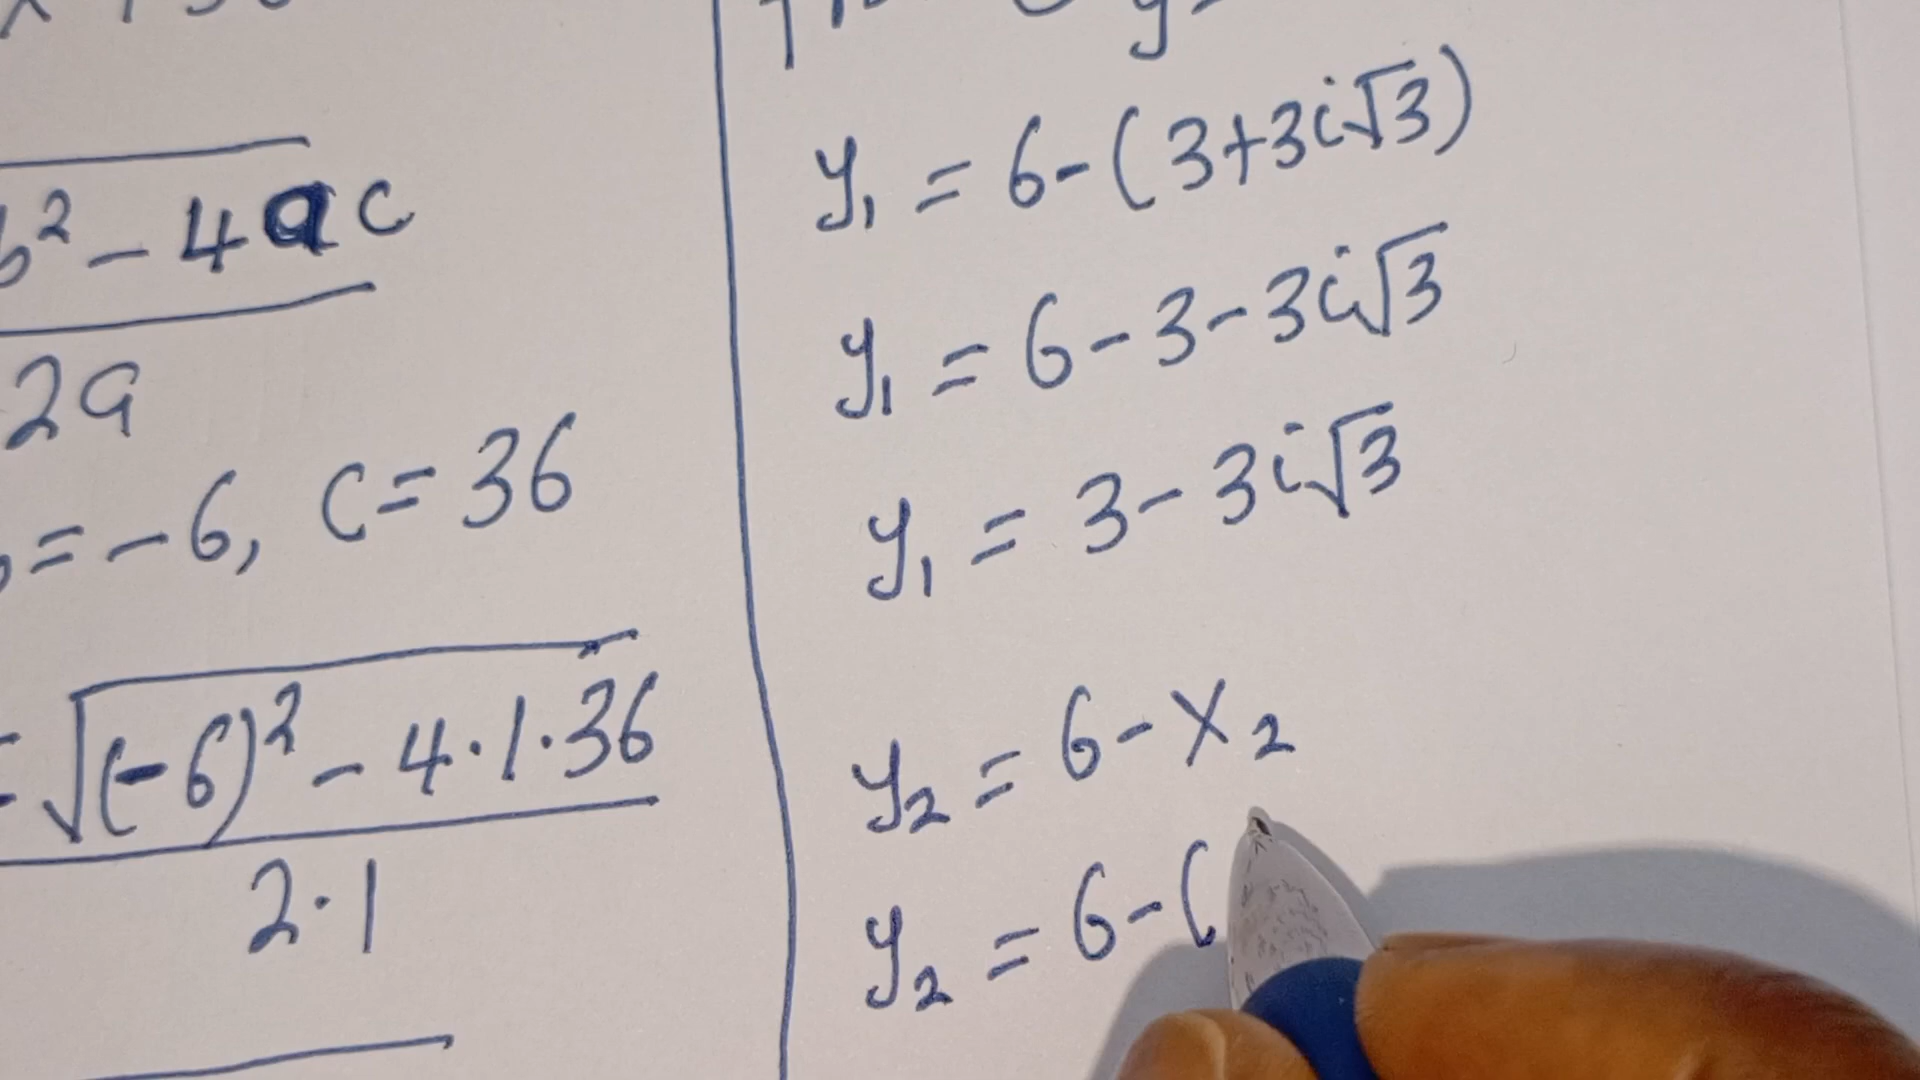 b² - 4ac
2a
= -6, c = 36
= √(-6)² - 4·1·36
2·1
y₁ = 6 - (3+3i√3)
y₁ = 6 - 3 - 3i√3
y₁ = 3 - 3i√3
y₂ = 6 - x₂
y₂ = 6 - (